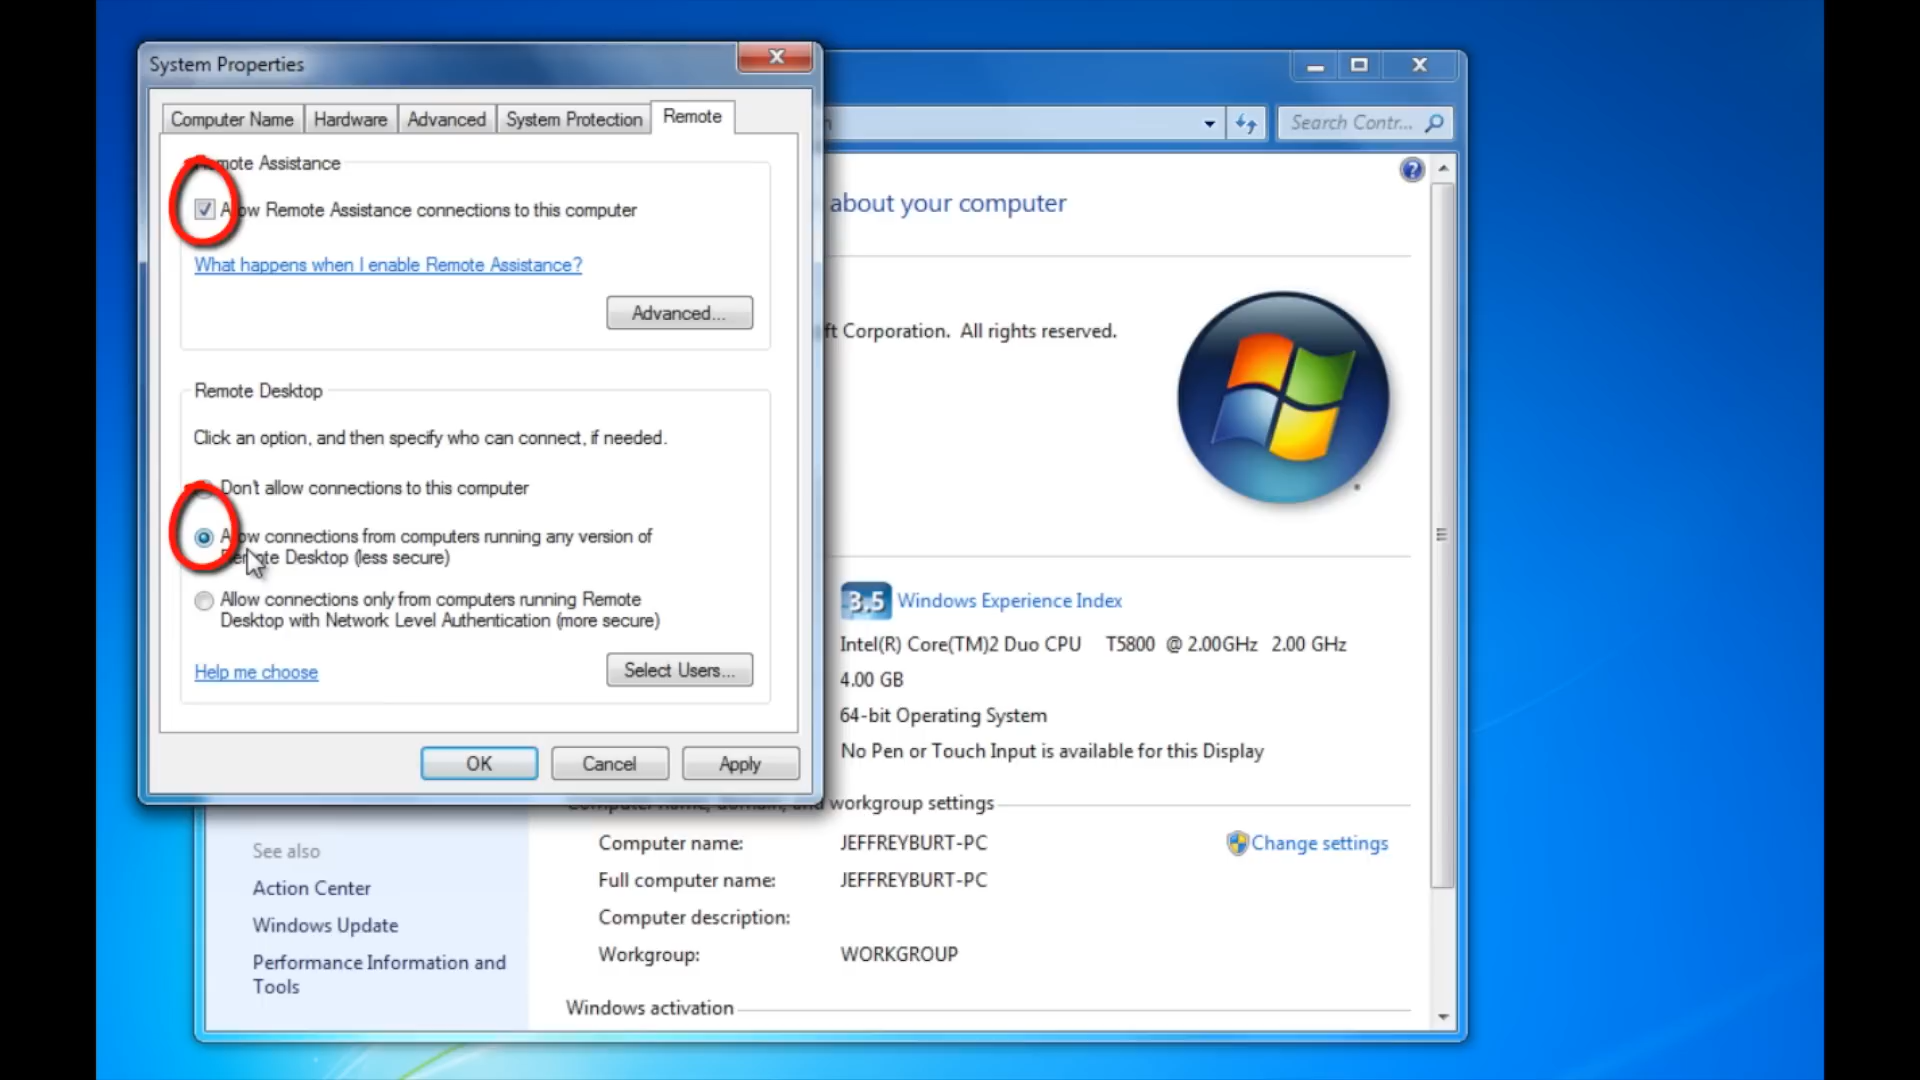 System Properties
Computer Name
Hardware
Advanced
System Protection
Remote
Remote Assistance
Allow Remote Assistance connections to this computer
What happens when I enable Remote Assistance?
Advanced...
Remote Desktop
Click an option, and then specify who can connect, if needed.
Don't allow connections to this computer
Allow connections from computers running any version of
Remote Desktop (less secure)
Allow connections only from computers running Remote
Desktop with Network Level Authentication (more secure)
Help me choose
Select Users...
OK
Cancel
Apply
Search Contr...
about your computer
ft Corporation. All rights reserved.
3.5 Windows Experience Index
Intel(R) Core(TM)2 Duo CPU T5800 @ 2.00GHz 2.00 GHz
4.00 GB
64-bit Operating System
No Pen or Touch Input is available for this Display
Computer name, domain, and workgroup settings
Computer name: JEFFREYBURT-PC
Change settings
Full computer name: JEFFREYBURT-PC
Computer description:
Workgroup: WORKGROUP
Windows activation
See also
Action Center
Windows Update
Performance Information and
Tools